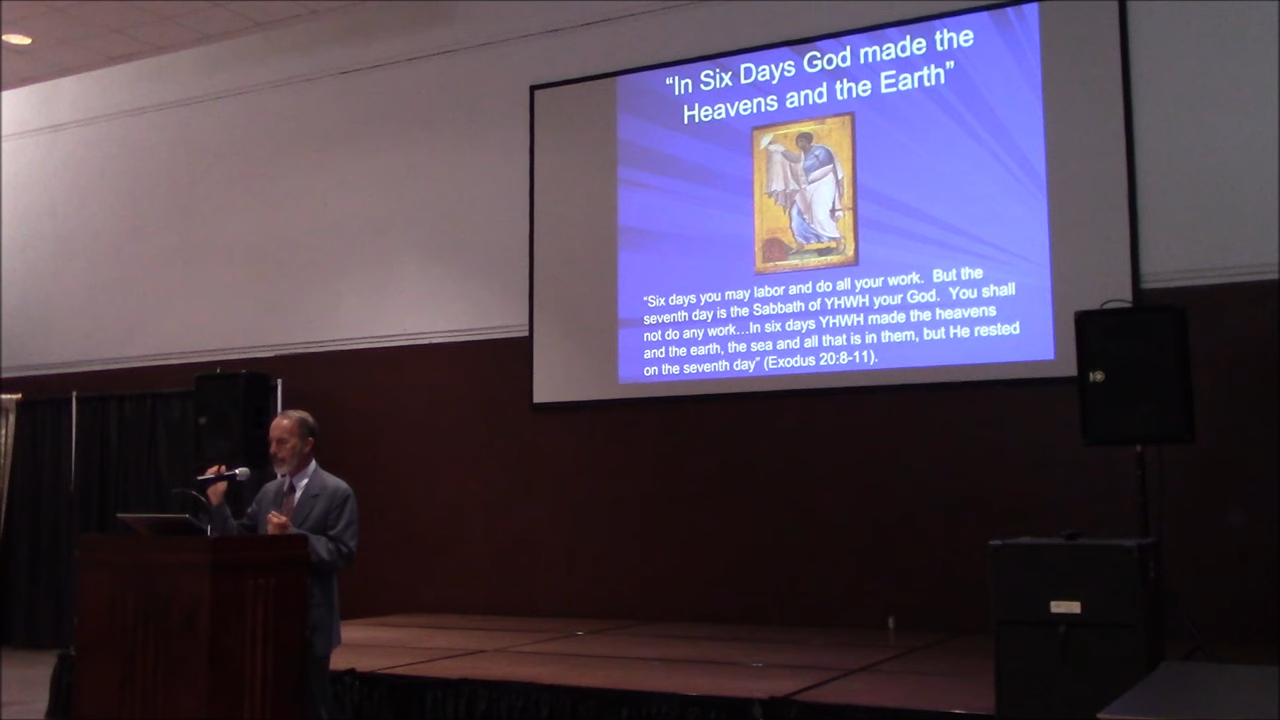 “In Six Days God made the
Heavens and the Earth”
“Six days you may labor and do all your work. But the
seventh day is the Sabbath of YHWH your God. You shall
not do any work…In six days YHWH made the heavens
and the earth, the sea and all that is in them, but He rested
on the seventh day” (Exodus 20:8-11).